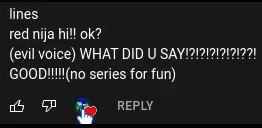 lines
red nija hi!! ok?
(evil voice) WHAT DID U SAY!?!?!?!?!?!??!
GOOD!!!!!(no series for fun)
REPLY